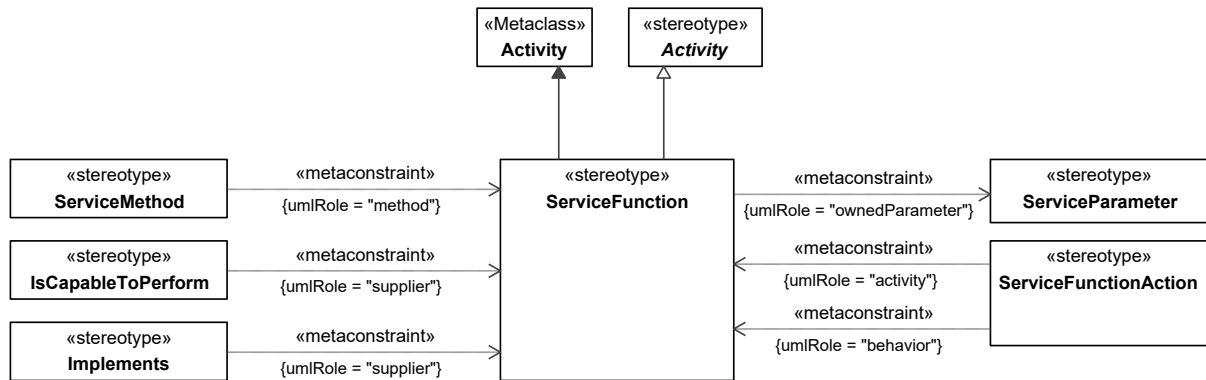 «Metaclass»
Activity
«stereotype»
Activity
«stereotype»
ServiceMethod
«metaconstraint»
{umlRole = "method"}
«stereotype»
IsCapableToPerform
«metaconstraint»
{umlRole = "supplier"}
«stereotype»
Implements
«metaconstraint»
{umlRole = "supplier"}
«stereotype»
ServiceFunction
«metaconstraint»
{umlRole = "ownedParameter"}
«stereotype»
ServiceParameter
«metaconstraint»
{umlRole = "activity"}
«stereotype»
ServiceFunctionAction
«metaconstraint»
{umlRole = "behavior"}